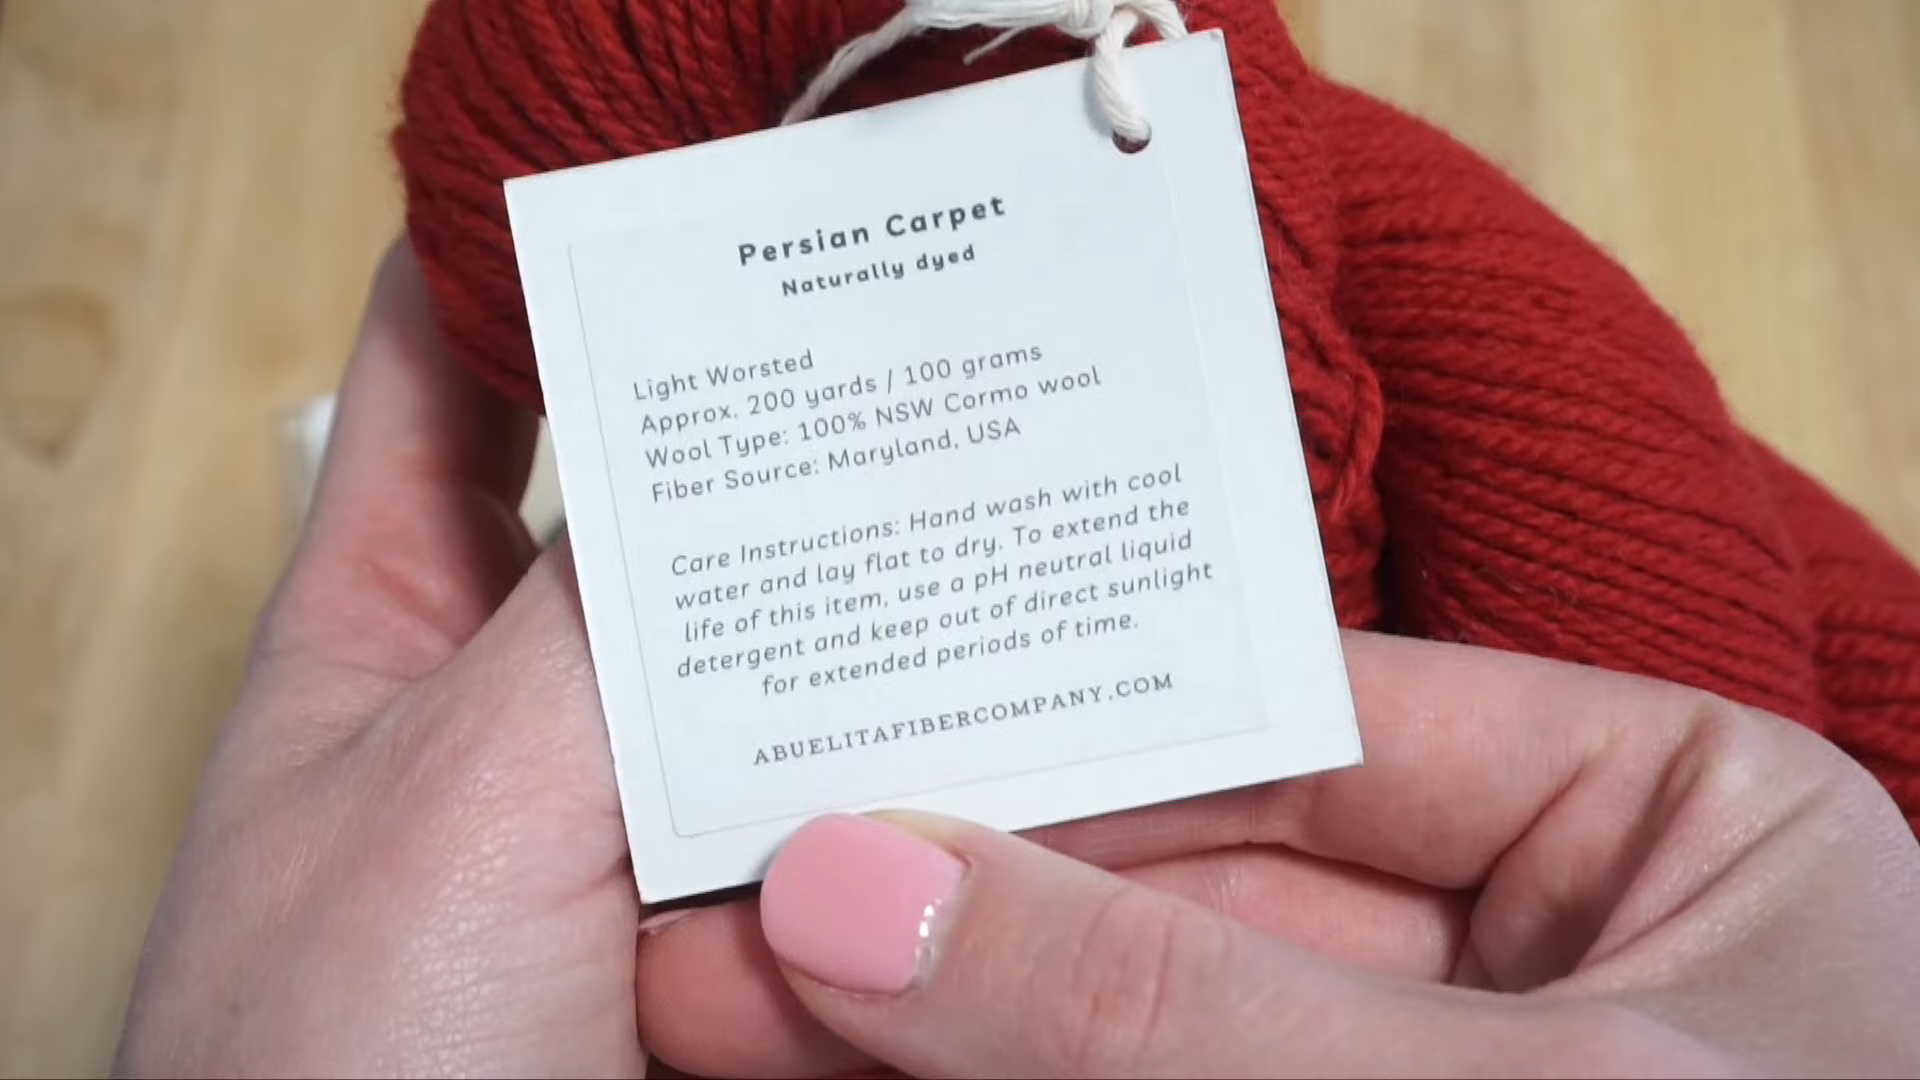 Persian Carpet
Naturally dyed
Light Worsted
Approx. 200 yards / 100 grams
Wool Type: 100% NSW Cormo wool
Fiber Source: Maryland, USA
Care Instructions: Hand wash with cool
water and lay flat to dry. To extend the
life of this item, use a pH neutral liquid
detergent and keep out of direct sunlight
for extended periods of time.
ABUELITAFIBERCOMPANY.COM